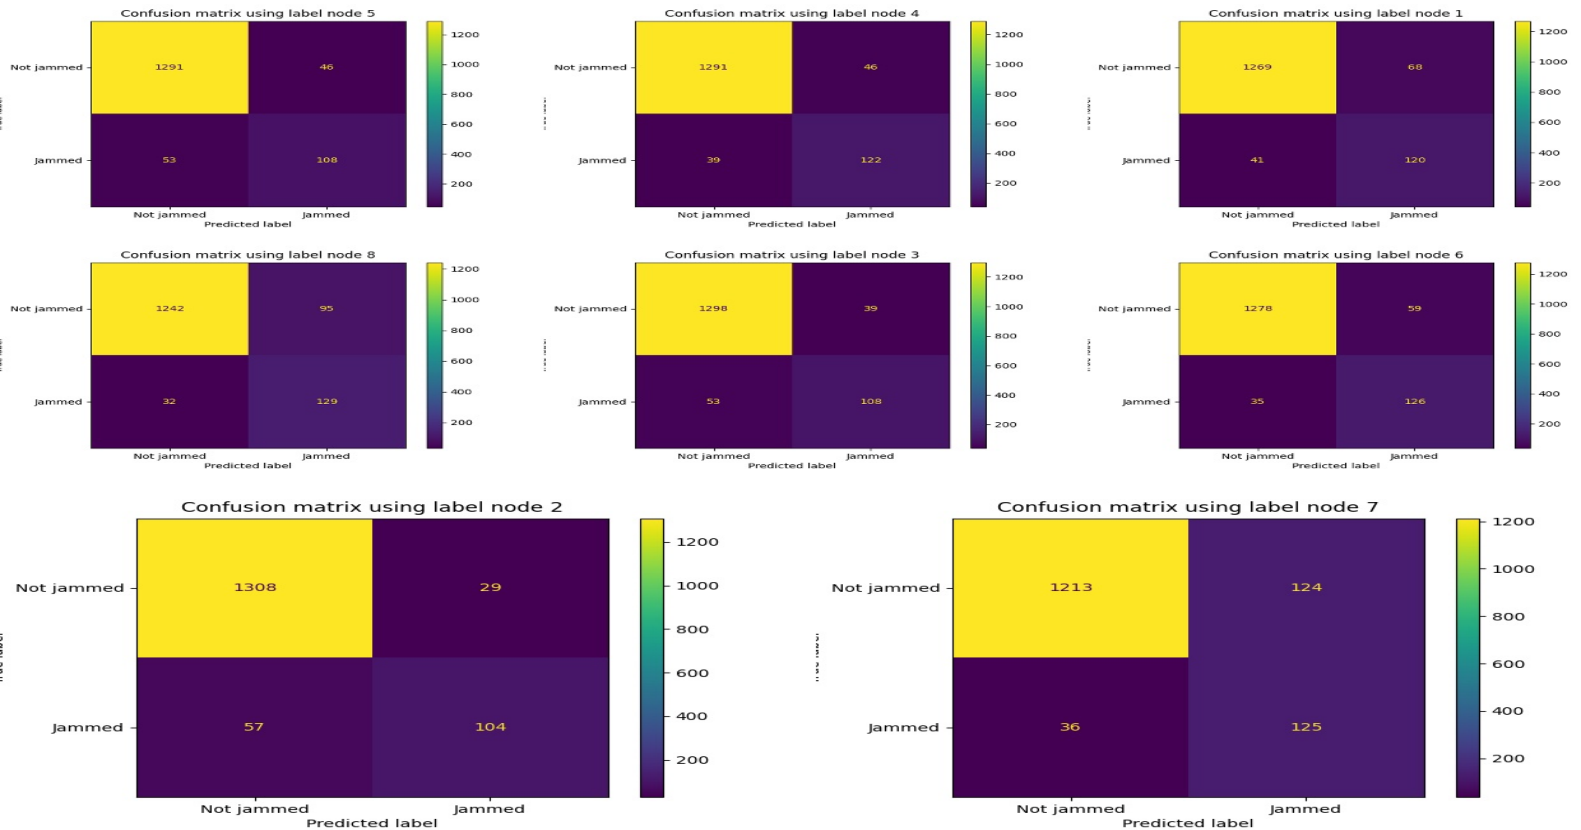 Confusion matrix using label node 5
Not jammed
1291
46
Jammed
53
108
Not jammed
Jammed
Predicted label
1200
1000
800
600
400
200
Confusion matrix using label node 4
Not jammed
1291
46
Jammed
39
122
Not jammed
Jammed
Predicted label
1200
1000
800
600
400
200
Confusion matrix using label node 1
Not jammed
1269
68
Jammed
41
120
Not jammed
Jammed
Predicted label
1200
1000
800
600
400
200
Confusion matrix using label node 8
Not jammed
1242
95
Jammed
32
129
Not jammed
Jammed
Predicted label
1200
1000
800
600
400
200
Confusion matrix using label node 3
Not jammed
1298
39
Jammed
53
108
Not jammed
Jammed
Predicted label
1200
1000
800
600
400
200
Confusion matrix using label node 6
Not jammed
1278
59
Jammed
35
126
Not jammed
Jammed
Predicted label
1200
1000
800
600
400
200
Confusion matrix using label node 2
Not jammed
1308
29
Jammed
57
104
Not jammed
Jammed
Predicted label
1200
1000
800
600
400
200
Confusion matrix using label node 7
Not jammed
1213
124
Jammed
36
125
Not jammed
Jammed
Predicted label
1200
1000
800
600
400
200